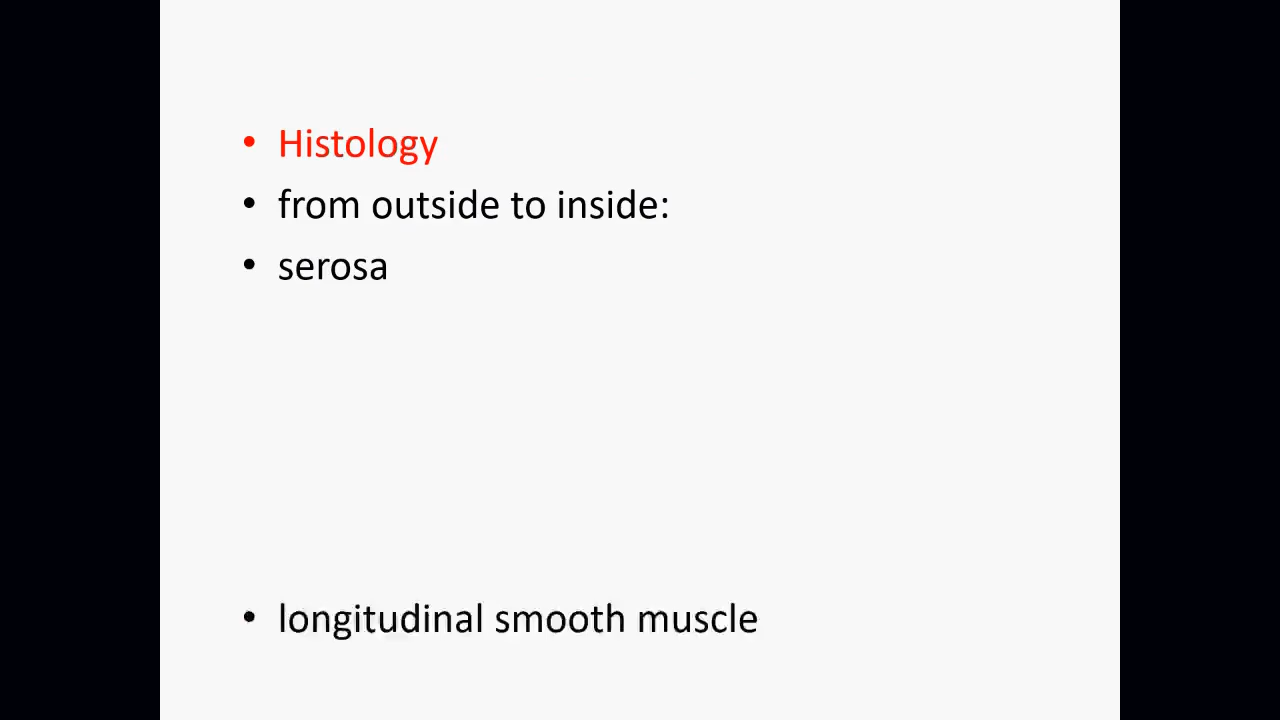 • Histology
• from outside to inside:
• serosa
• longitudinal smooth muscle